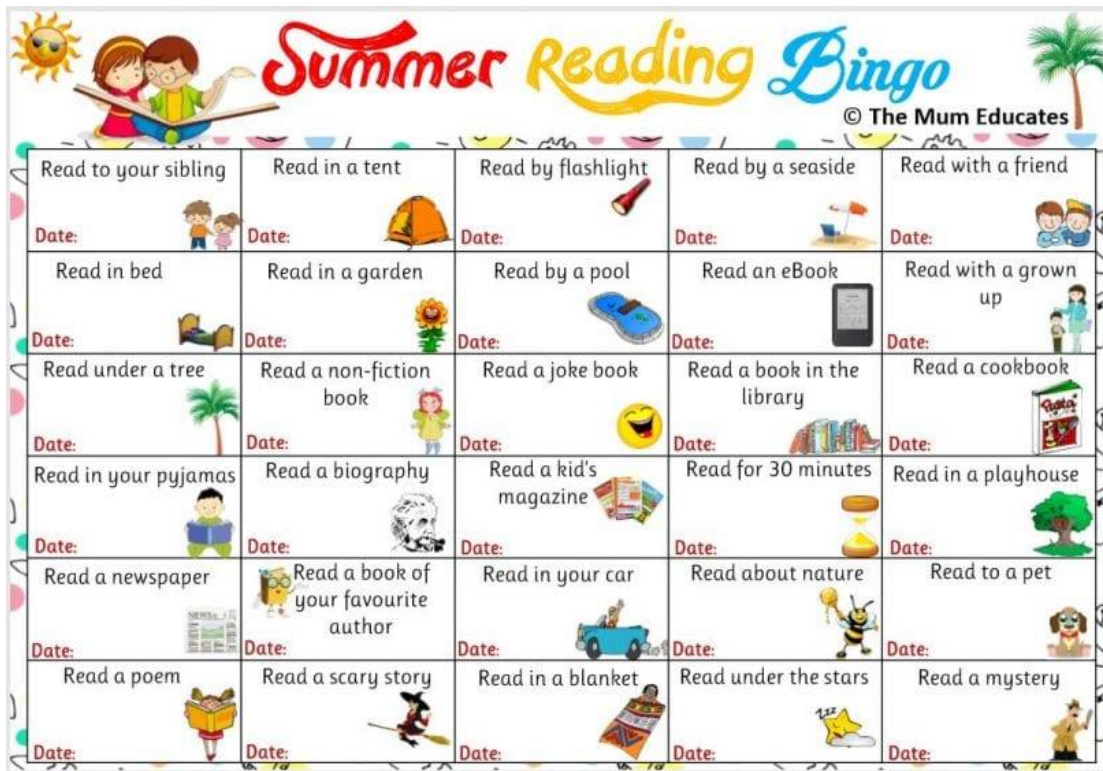 Summer Reading Bingo
© The Mum Educates
Read to your sibling
Date:
Read in a tent
Date:
Read by flashlight
Date:
Read by a seaside
Date:
Read with a friend
Date:
Read in bed
Date:
Read in a garden
Date:
Read by a pool
Date:
Read an eBook
Date:
Read with a grown
up
Date:
Read under a tree
Date:
Read a non-fiction
book
Date:
Read a joke book
Date:
Read a book in the
library
Date:
Read a cookbook
Pasta
Date:
Read in your pyjamas
Date:
Read a biography
Date:
Read a kid's
magazine
Date:
Read for 30 minutes
Date:
Read in a playhouse
Date:
Read a newspaper
NEWS
Date:
Read a book of
your favourite
author
Date:
Read in your car
Date:
Read about nature
Date:
Read to a pet
Date:
Read a poem
Date:
Read a scary story
Date:
Read in a blanket
Date:
Read under the stars
zzz
Date:
Read a mystery
Date: